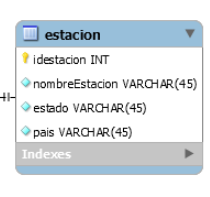 estacion
idestacion INT
nombreEstacion VARCHAR(45)
estado VARCHAR(45)
pais VARCHAR(45)
Indexes